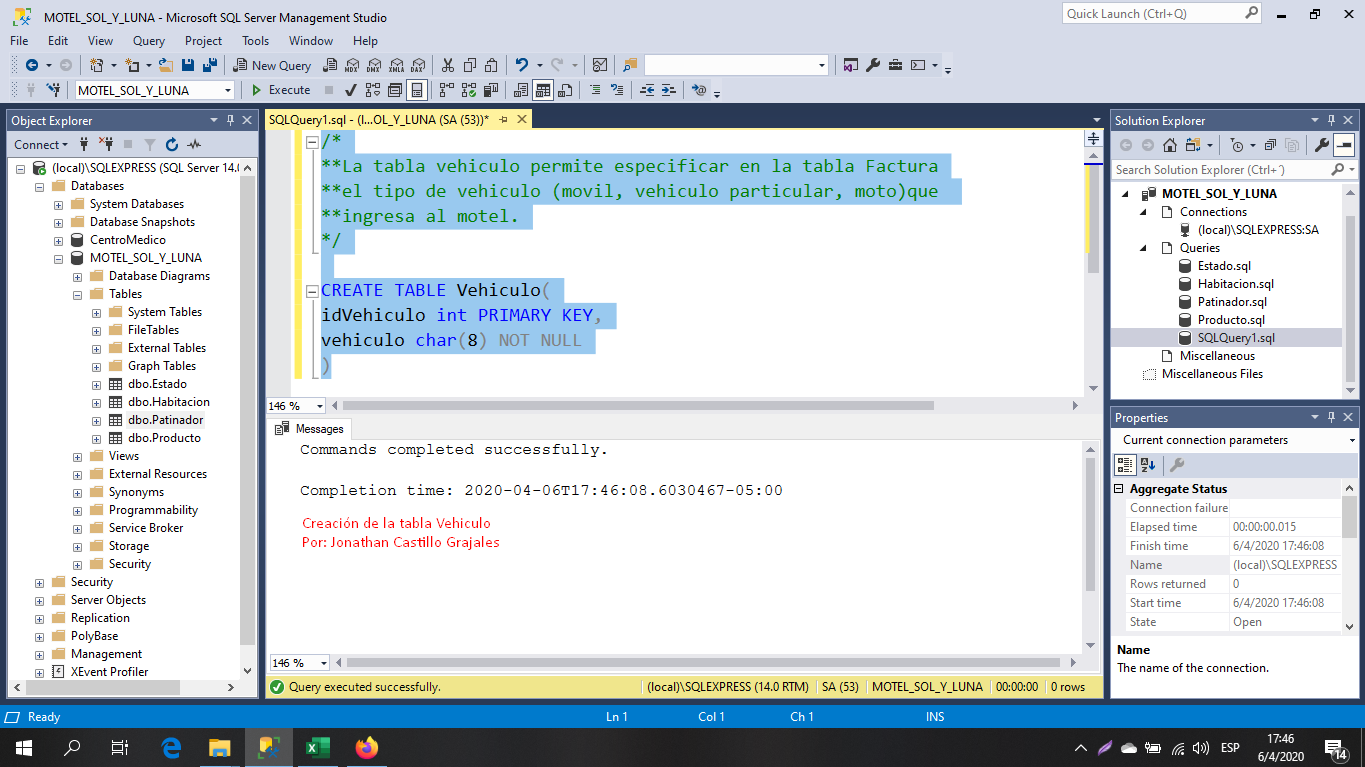 MOTEL_SOL_Y_LUNA - Microsoft SQL Server Management Studio
Quick Launch (Ctrl+Q)
File Edit View Query Project Tools Window Help
New Query MDX DMX XMLA DAX
MOTEL_SOL_Y_LUNA Execute
Object Explorer
Connect
(local)\SQLEXPRESS (SQL Server 14.0
Databases
System Databases
Database Snapshots
CentroMedico
MOTEL_SOL_Y_LUNA
Database Diagrams
Tables
System Tables
FileTables
External Tables
Graph Tables
dbo.Estado
dbo.Habitacion
dbo.Patinador
dbo.Producto
Views
External Resources
Synonyms
Programmability
Service Broker
Storage
Security
Security
Server Objects
Replication
PolyBase
Management
XEvent Profiler
SQLQuery1.sql - (l...OL_Y_LUNA (SA (53))*
/*
**La tabla vehiculo permite especificar en la tabla Factura
**el tipo de vehiculo (movil, vehiculo particular, moto)que
**ingresa al motel.
*/
CREATE TABLE Vehiculo(
idVehiculo int PRIMARY KEY,
vehiculo char(8) NOT NULL
)
146 %
Messages
Commands completed successfully.
Completion time: 2020-04-06T17:46:08.6030467-05:00
Creación de la tabla Vehiculo
Por: Jonathan Castillo Grajales
146 %
Query executed successfully. (local)\SQLEXPRESS (14.0 RTM) SA (53) MOTEL_SOL_Y_LUNA 00:00:00 0 rows
Solution Explorer
Search Solution Explorer (Ctrl+´)
MOTEL_SOL_Y_LUNA
Connections
(local)\SQLEXPRESS:SA
Queries
Estado.sql
Habitacion.sql
Patinador.sql
Producto.sql
SQLQuery1.sql
Miscellaneous
Miscellaneous Files
Properties
Current connection parameters
Aggregate Status
Connection failure
Elapsed time 00:00:00.015
Finish time 6/4/2020 17:46:08
Name (local)\SQLEXPRESS
Rows returned 0
Start time 6/4/2020 17:46:08
State Open
Name
The name of the connection.
Ready Ln 1 Col 1 Ch 1 INS
ESP 17:46
6/4/2020 14